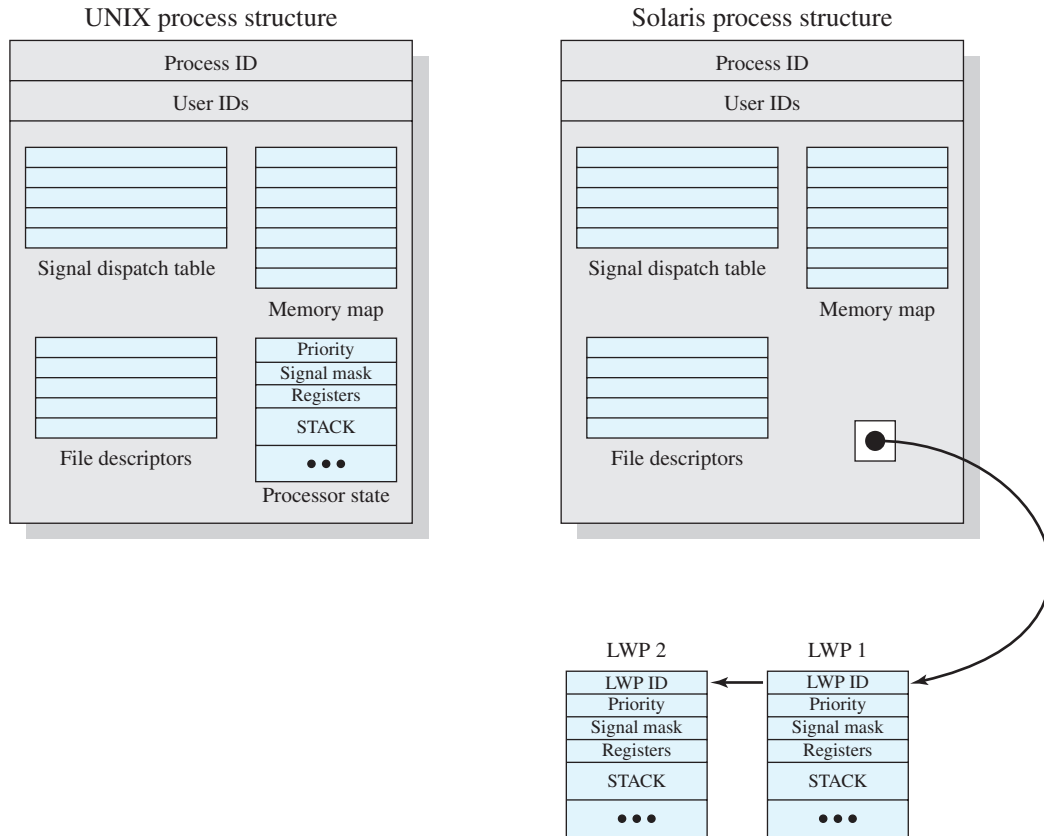 UNIX process structure
Process ID
User IDs
Signal dispatch table
Memory map
Priority
Signal mask
Registers
STACK
•••
File descriptors
Processor state
Solaris process structure
Process ID
User IDs
Signal dispatch table
Memory map
File descriptors
LWP 2
LWP ID
Priority
Signal mask
Registers
STACK
•••
LWP 1
LWP ID
Priority
Signal mask
Registers
STACK
•••